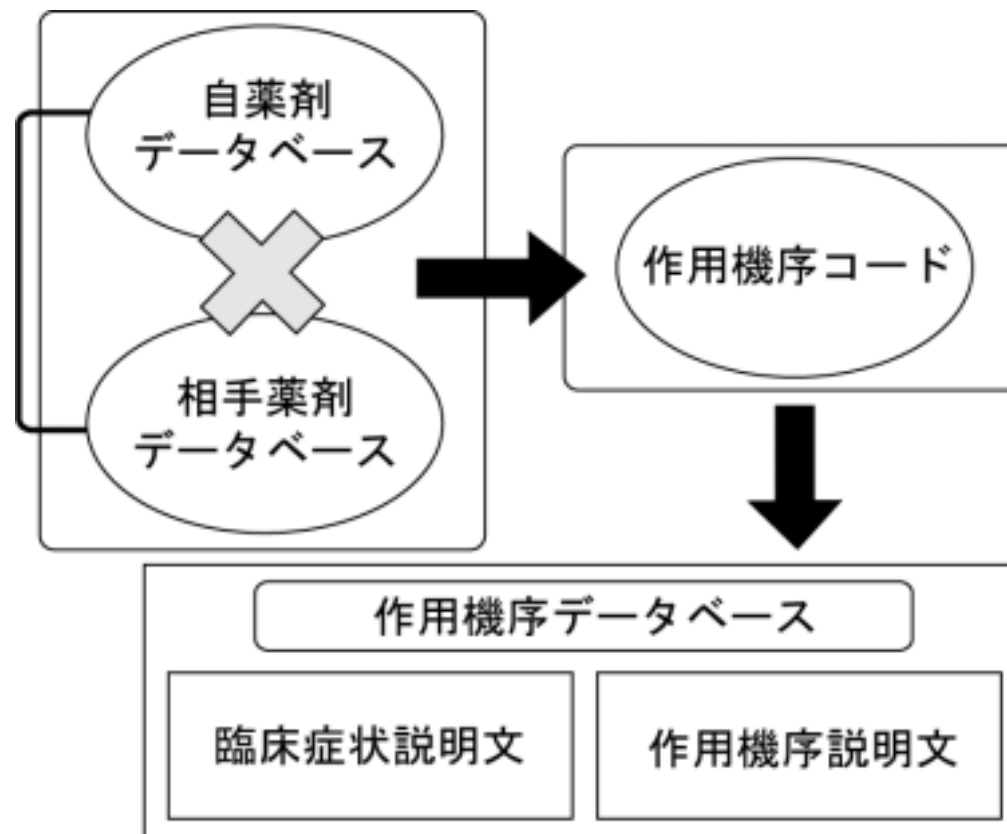 自薬剤
データベース
相手薬剤
データベース
作用機序コード
作用機序データベース
臨床症状説明文
作用機序説明文